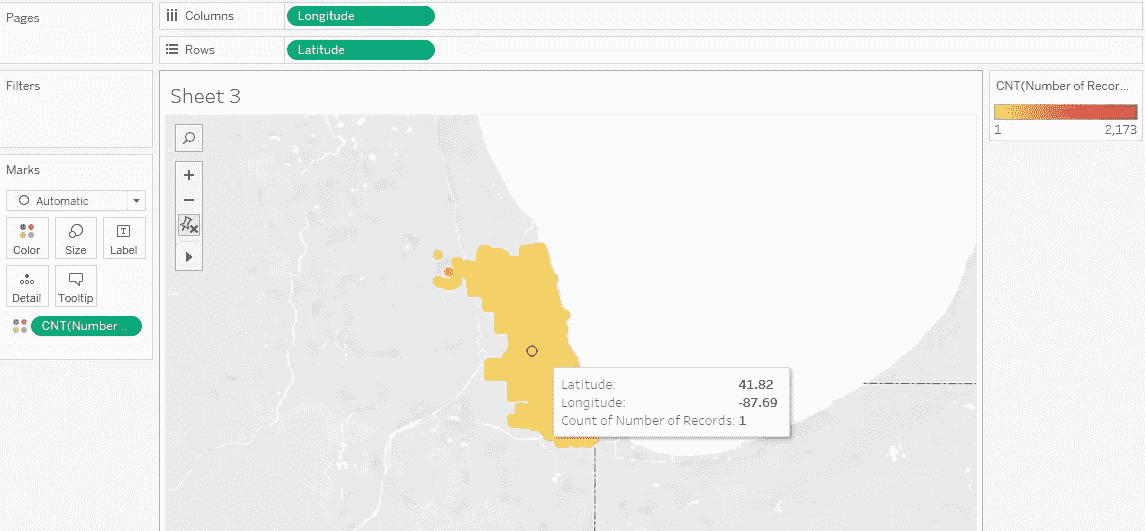 Pages
Columns
Longitude
Rows
Latitude
Filters
Marks
Automatic
Color
Size
Label
Detail
Tooltip
CNT(Number ..
Sheet 3
Latitude: 41.82
Longitude: -87.69
Count of Number of Records: 1
CNT(Number of Recor...
1 2,173